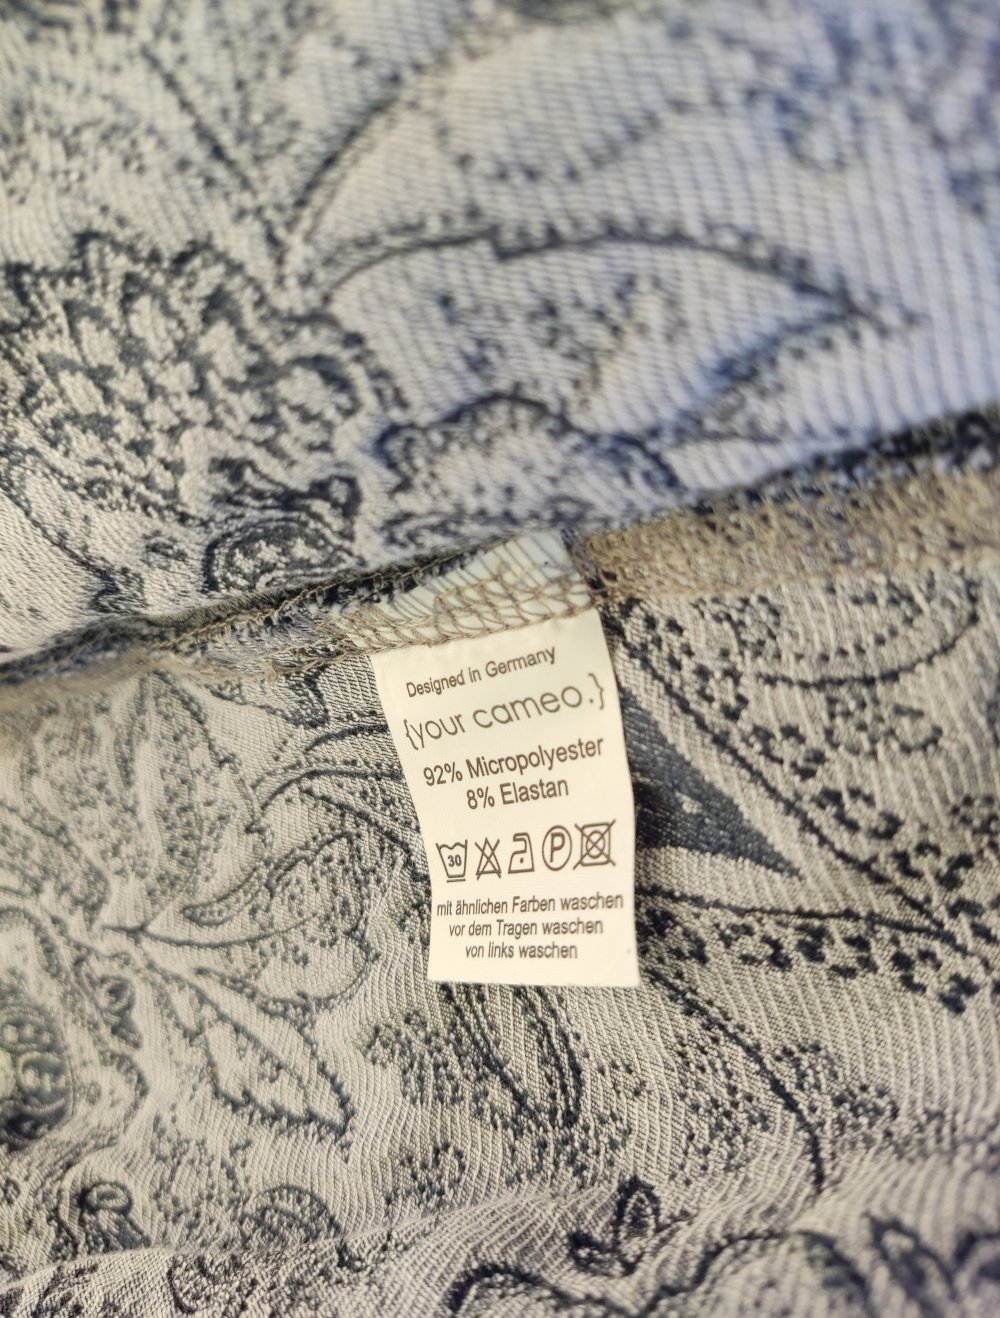 Designed in Germany
{your cameo.}
92% Micropolyester
8% Elastan
30 P
mit ähnlichen Farben waschen
vor dem Tragen waschen
von links waschen